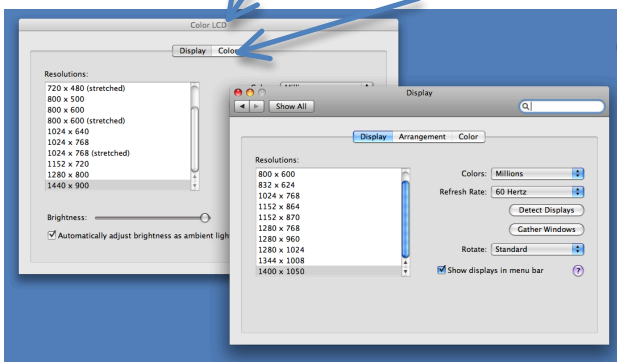 Color LCD
Display Color
Resolutions:
720 x 480 (stretched)
800 x 500
800 x 600
800 x 600 (stretched)
1024 x 640
1024 x 768
1024 x 768 (stretched)
1152 x 720
1280 x 800
1440 x 900
Brightness:
Automatically adjust brightness as ambient
Display
Show All
Display Arrangement Color
Resolutions:
800 x 600
832 x 624
1024 x 768
1152 x 864
1152 x 870
1280 x 768
1280 x 960
1280 x 1024
1344 x 1008
1400 x 1050
Colors: Millions
Refresh Rate: 60 Hertz
Detect Displays
Gather Windows
Rotate: Standard
Show displays in menu bar ?